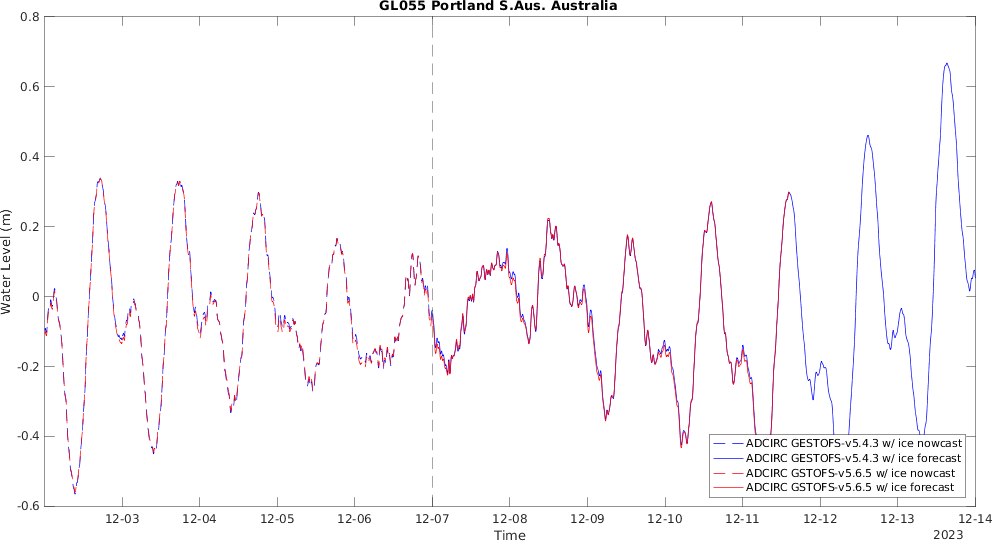 GL055 Portland S.Aus. Australia
0.8
0.6
0.4
0.2
0
-0.2
-0.4
-0.6
Water Level (m)
ADCIRC GESTOFS-v5.4.3 w/ ice nowcast
ADCIRC GESTOFS-v5.4.3 w/ ice forecast
ADCIRC GSTOFS-v5.6.5 w/ ice nowcast
ADCIRC GSTOFS-v5.6.5 w/ ice forecast
12-03 12-04 12-05 12-06 12-07 12-08 12-09 12-10 12-11 12-12 12-13 12-14
Time
2023